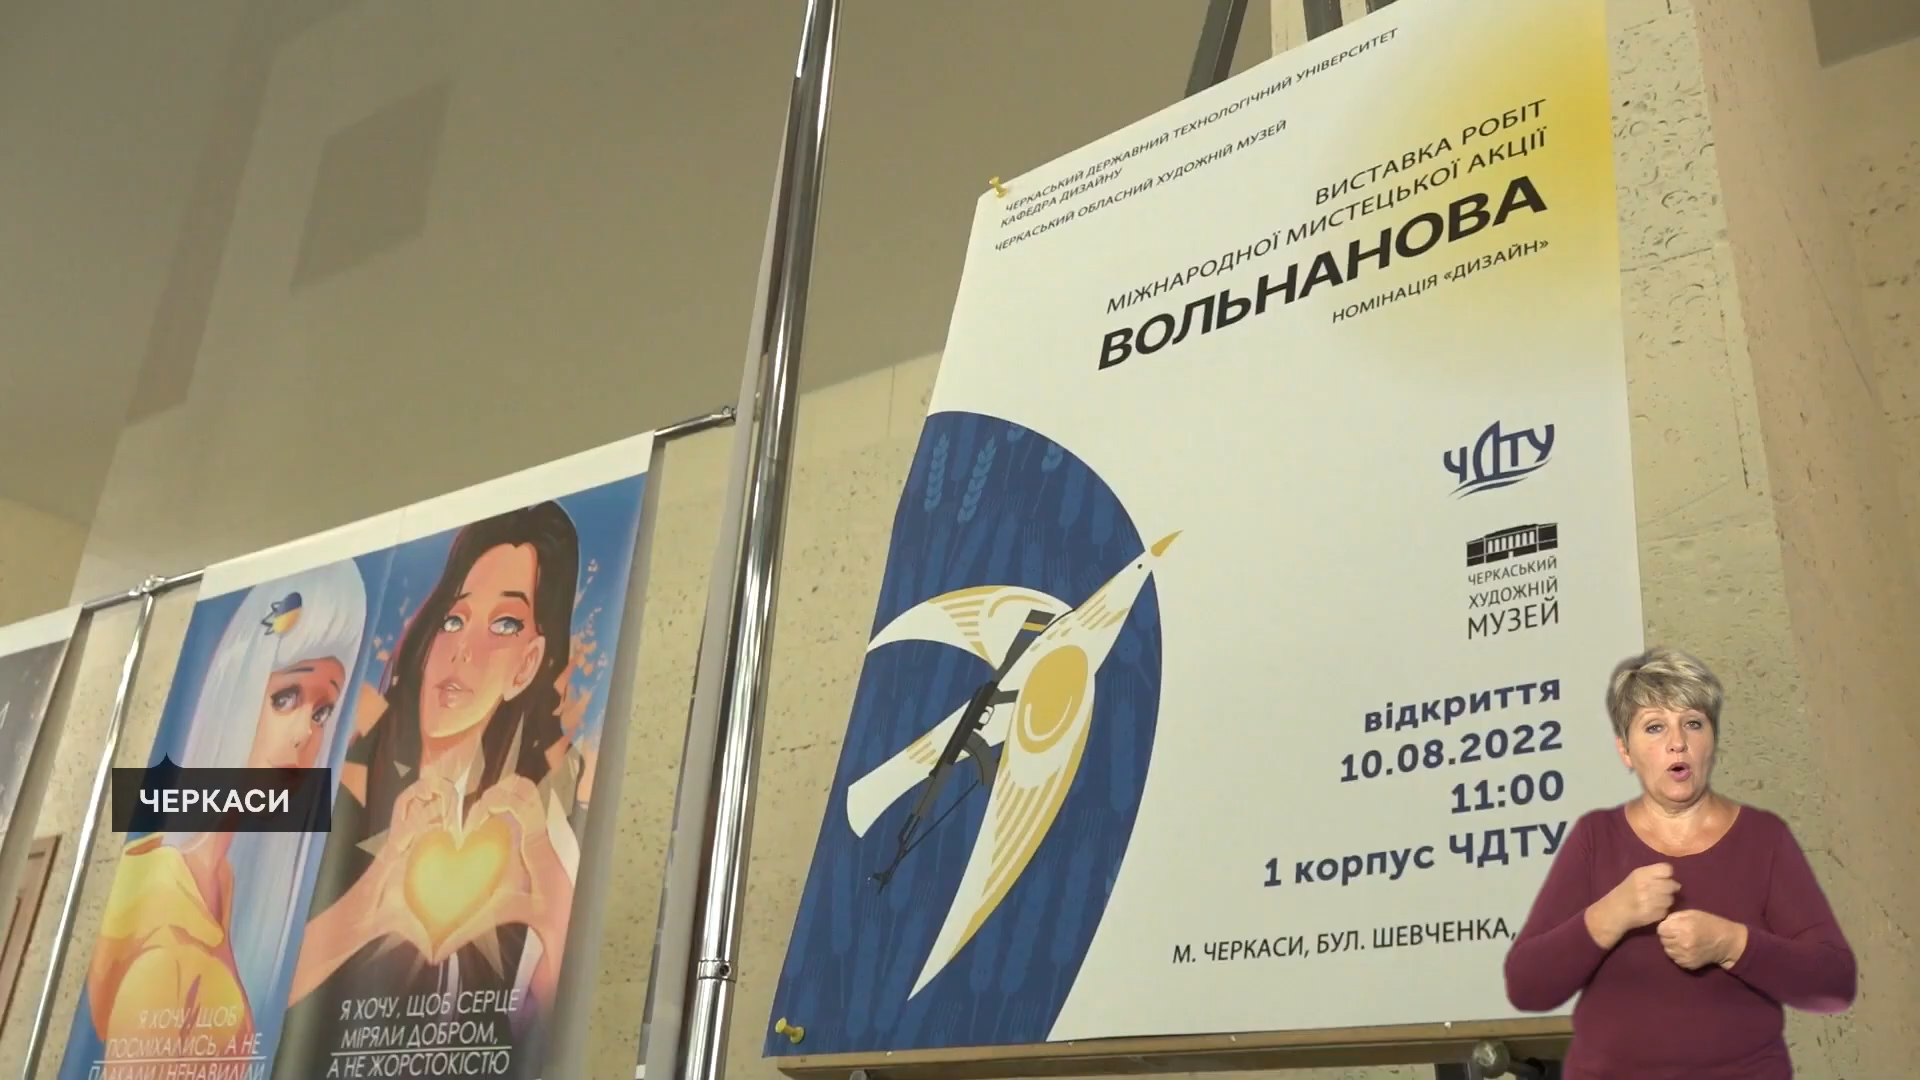 ЧЕРКАСЬКИЙ ДЕРЖАВНИЙ ТЕХНОЛОГІЧНИЙ УНІВЕРСИТЕТ
КАФЕДРА ДИЗАЙНУ
ЧЕРКАСЬКИЙ ОБЛАСНИЙ ХУДОЖНІЙ МУЗЕЙ
ВИСТАВКА РОБІТ
МІЖНАРОДНОЇ МИСТЕЦЬКОЇ АКЦІЇ
ВОЛЬНАНОВА
НОМІНАЦІЯ «ДИЗАЙН»
ЧДТУ
ЧЕРКАСЬКИЙ
ХУДОЖНІЙ
МУЗЕЙ
відкриття
10.08.2022
11:00
1 корпус ЧДТУ
М. ЧЕРКАСИ, БУЛ. ШЕВЧЕНКА,
ЧЕРКАСИ
Я ХОЧУ, ЩОБ
ПОСМІХАЛИСЬ, А НЕ
ПЛАКАЛИ І НЕНАВИДІЛИ
Я ХОЧУ, ЩОБ СЕРЦЕ
МІРЯЛИ ДОБРОМ,
А НЕ ЖОРСТОКІСТЮ